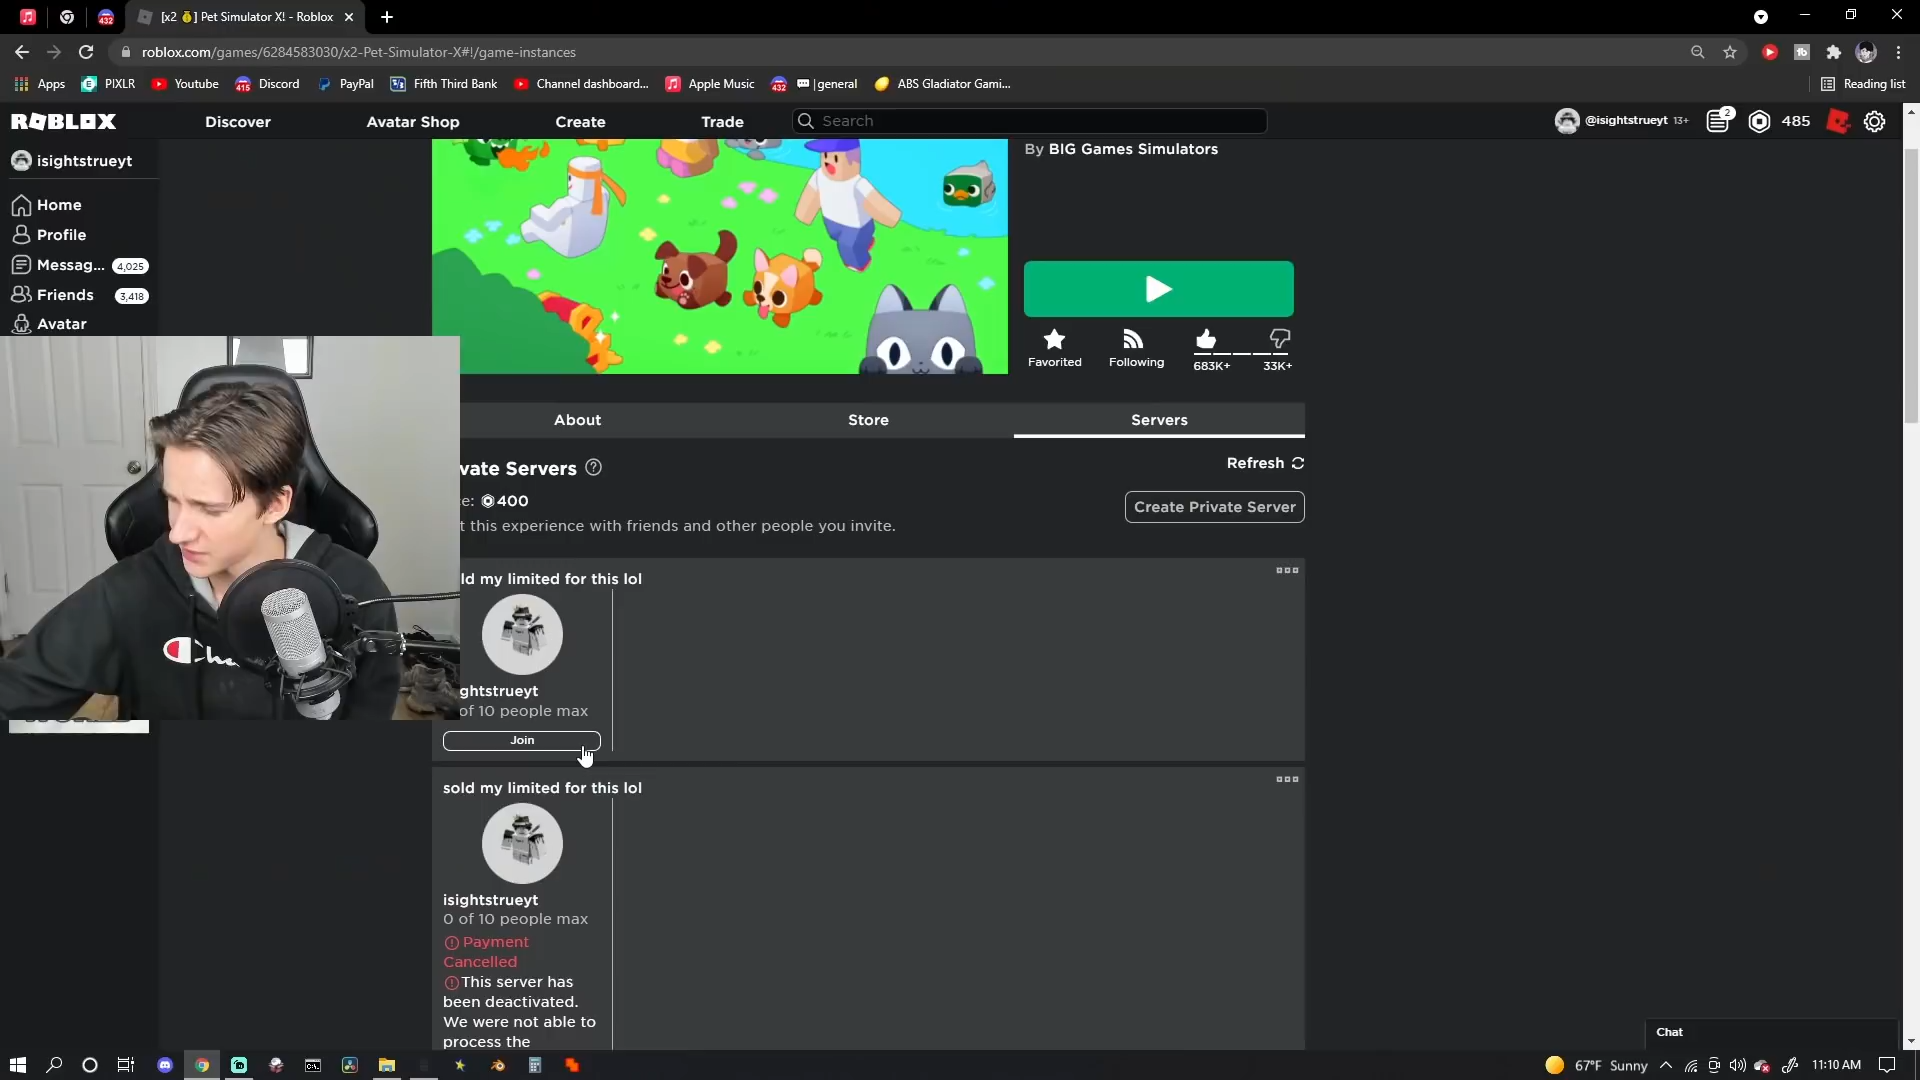 [x2 💰] Pet Simulator X! - Roblox
roblox.com/games/6284583030/x2-Pet-Simulator-X#!/game-instances
Apps
PIXLR
Youtube
415
Discord
PayPal
Fifth Third Bank
Channel dashboard...
Apple Music
432
| general
ABS Gladiator Gami...
Reading list
ROBLOX
Discover
Avatar Shop
Create
Trade
Search
@isightstrueyt 13+
2
485
isightstrueyt
Home
Profile
Messag... 4,025
Friends 3,418
Avatar
By BIG Games Simulators
Favorited
Following
683K+
33K+
About
Store
Servers
vate Servers
Refresh
e: 400
Create Private Server
t this experience with friends and other people you invite.
ld my limited for this lol
ghtstrueyt
of 10 people max
Join
sold my limited for this lol
isightstrueyt
0 of 10 people max
Payment
Cancelled
This server has
been deactivated.
We were not able to
process the
Chat
67°F Sunny
11:10 AM